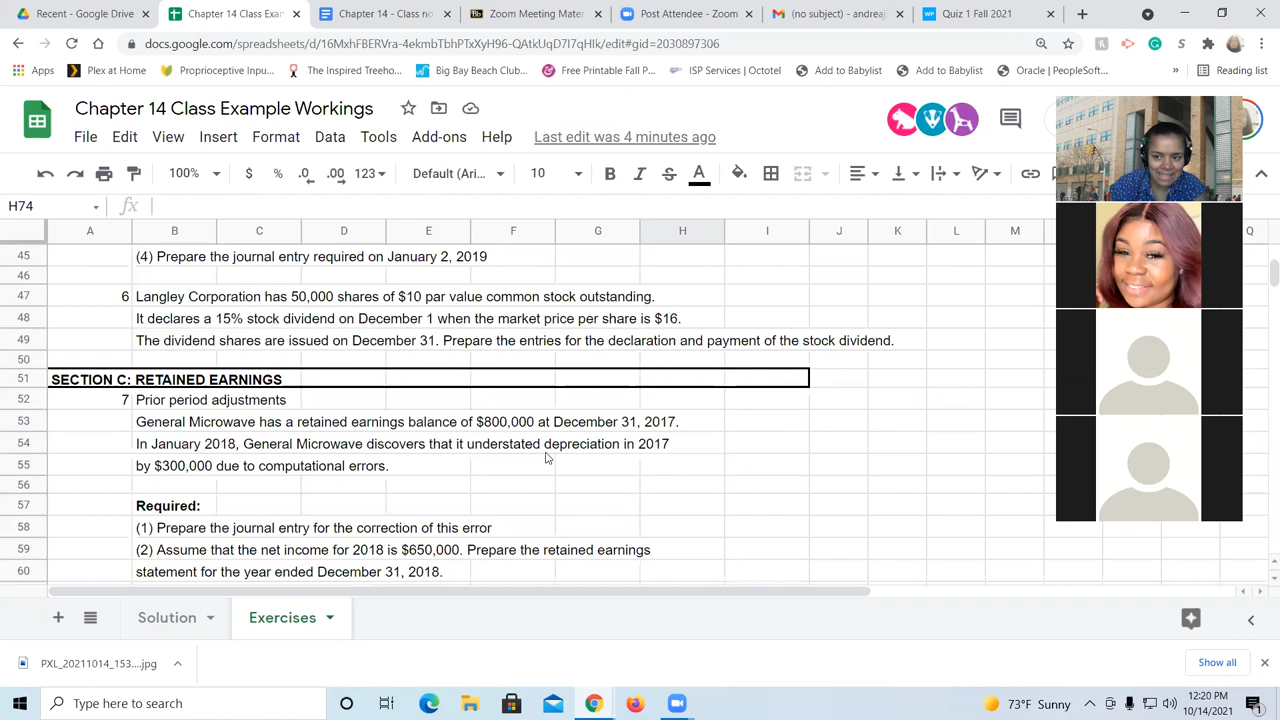 Recent - Google Drive
Chapter 14 Class Exan
Chapter 14 - Class no
Zoom Meeting Mater
Post Attendee - Zoom
(no subject) - andreaj
Quiz 1 Fall 2021
Apps
Plex at Home
Proprioceptive Inpu...
The Inspired Treeho...
Big Bay Beach Club...
Free Printable Fall P...
ISP Services | Octotel
Add to Babylist
Add to Babylist
Oracle | PeopleSoft...
»
Reading list
Chapter 14 Class Example Workings
File Edit View Insert Format Data Tools Add-ons Help Last edit was 4 minutes ago
100% $ % .0 .00 123 Default (Ari... 10 B I S A
H74 fx
A B C D E F G H I J K L M Q
45 (4) Prepare the journal entry required on January 2, 2019
46
47 6 Langley Corporation has 50,000 shares of $10 par value common stock outstanding.
48 It declares a 15% stock dividend on December 1 when the market price per share is $16.
49 The dividend shares are issued on December 31. Prepare the entries for the declaration and payment of the stock dividend.
50
51 SECTION C: RETAINED EARNINGS
52 7 Prior period adjustments
53 General Microwave has a retained earnings balance of $800,000 at December 31, 2017.
54 In January 2018, General Microwave discovers that it understated depreciation in 2017
55 by $300,000 due to computational errors.
56
57 Required:
58 (1) Prepare the journal entry for the correction of this error
59 (2) Assume that the net income for 2018 is $650,000. Prepare the retained earnings
60 statement for the year ended December 31, 2018.
Solution
Exercises
PXL_20211014_153....jpg
Show all
Type here to search
73°F Sunny
12:20 PM
10/14/2021